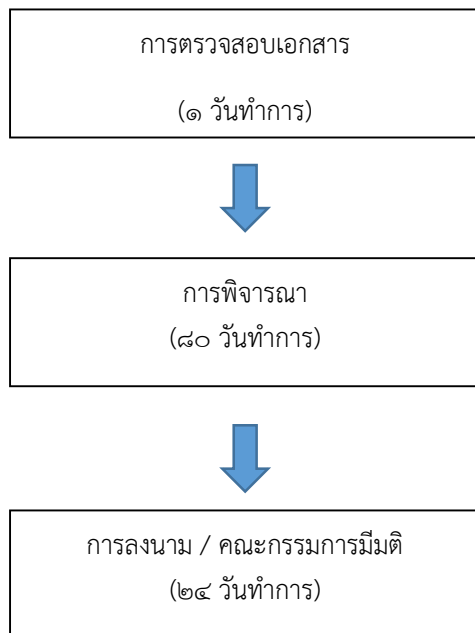 การตรวจสอบเอกสาร
(๑ วันทำการ)
การพิจารณา
(๘๐ วันทำการ)
การลงนาม / คณะกรรมการมีมติ
(๒๔ วันทำการ)